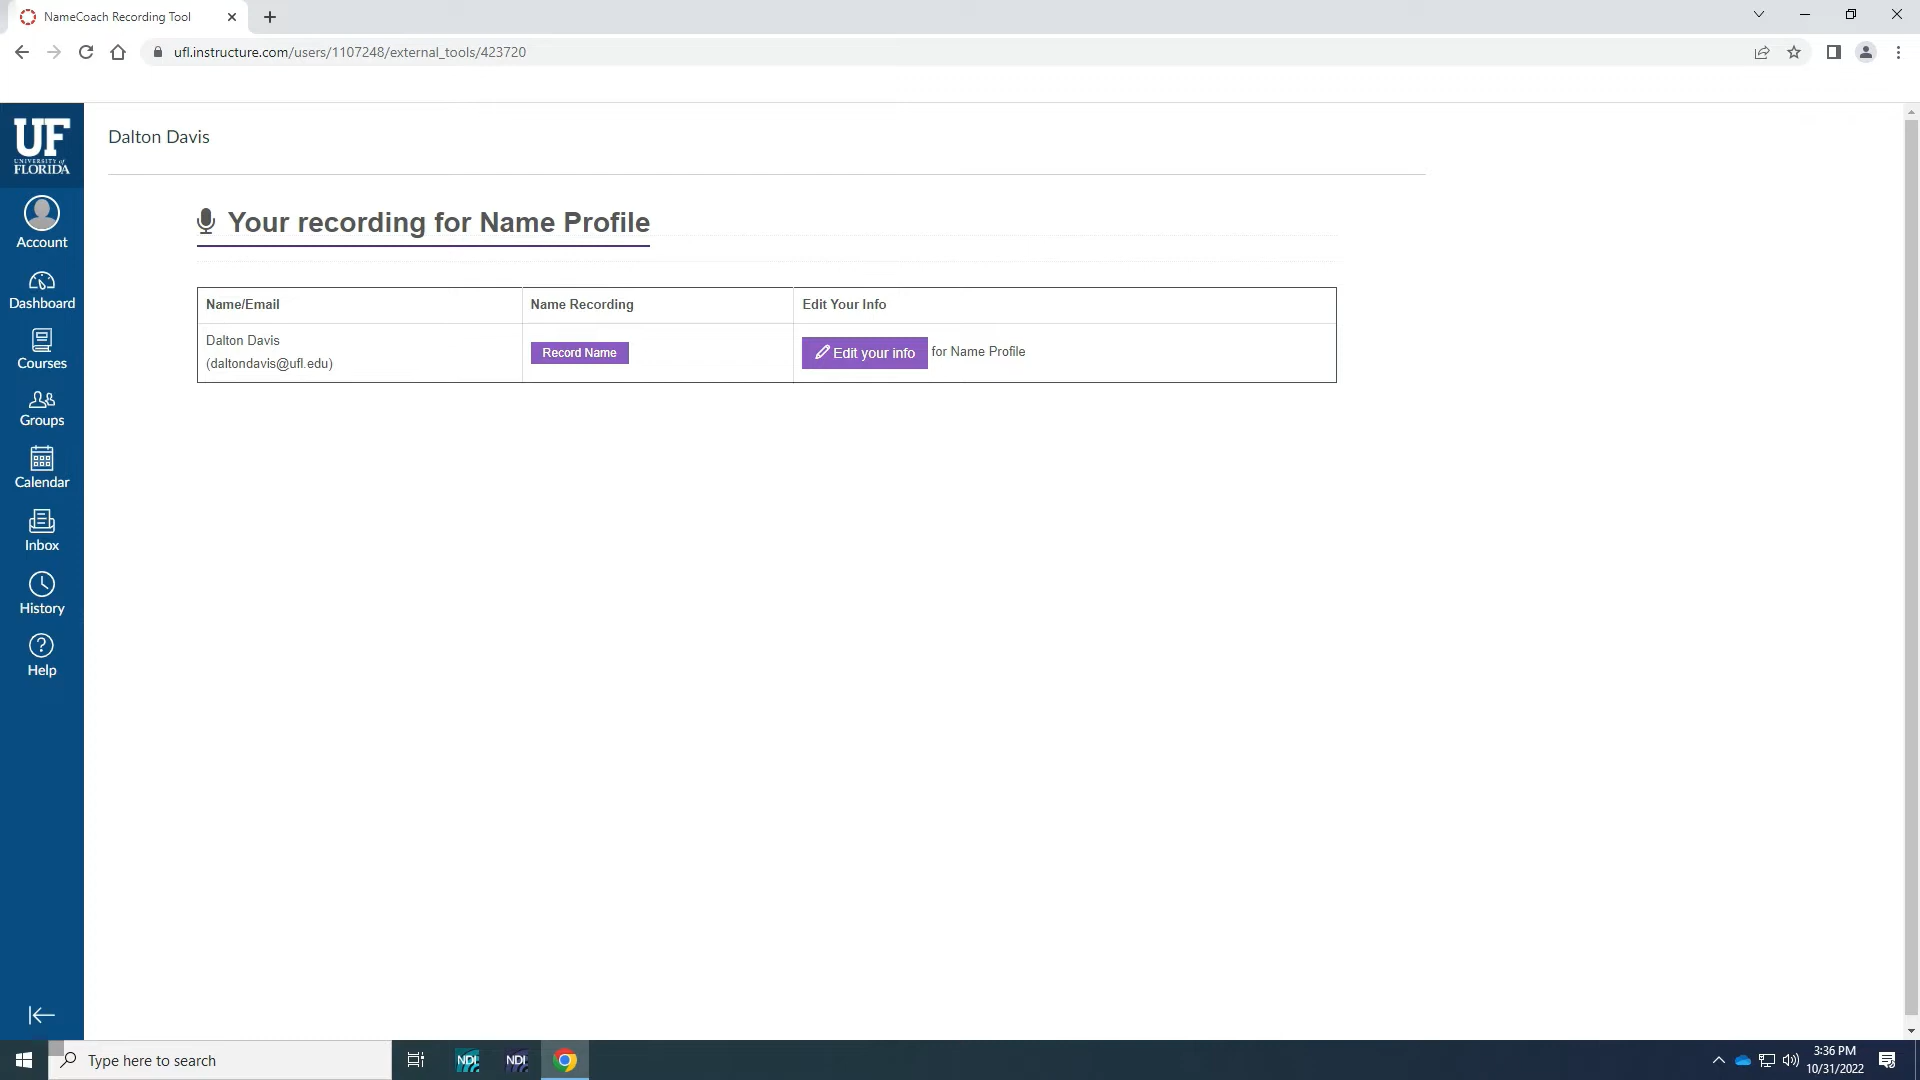 NameCoach Recording Tool
ufl.instructure.com/users/1107248/external_tools/423720
UF
UNIVERSITY of
FLORIDA
Account
Dashboard
Courses
Groups
Calendar
Inbox
History
Help
Dalton Davis
Your recording for Name Profile
Name/Email Name Recording Edit Your Info
Dalton Davis
(daltondavis@ufl.edu)
Record Name
Edit your info for Name Profile
Type here to search
NDI
NDI
3:36 PM
10/31/2022